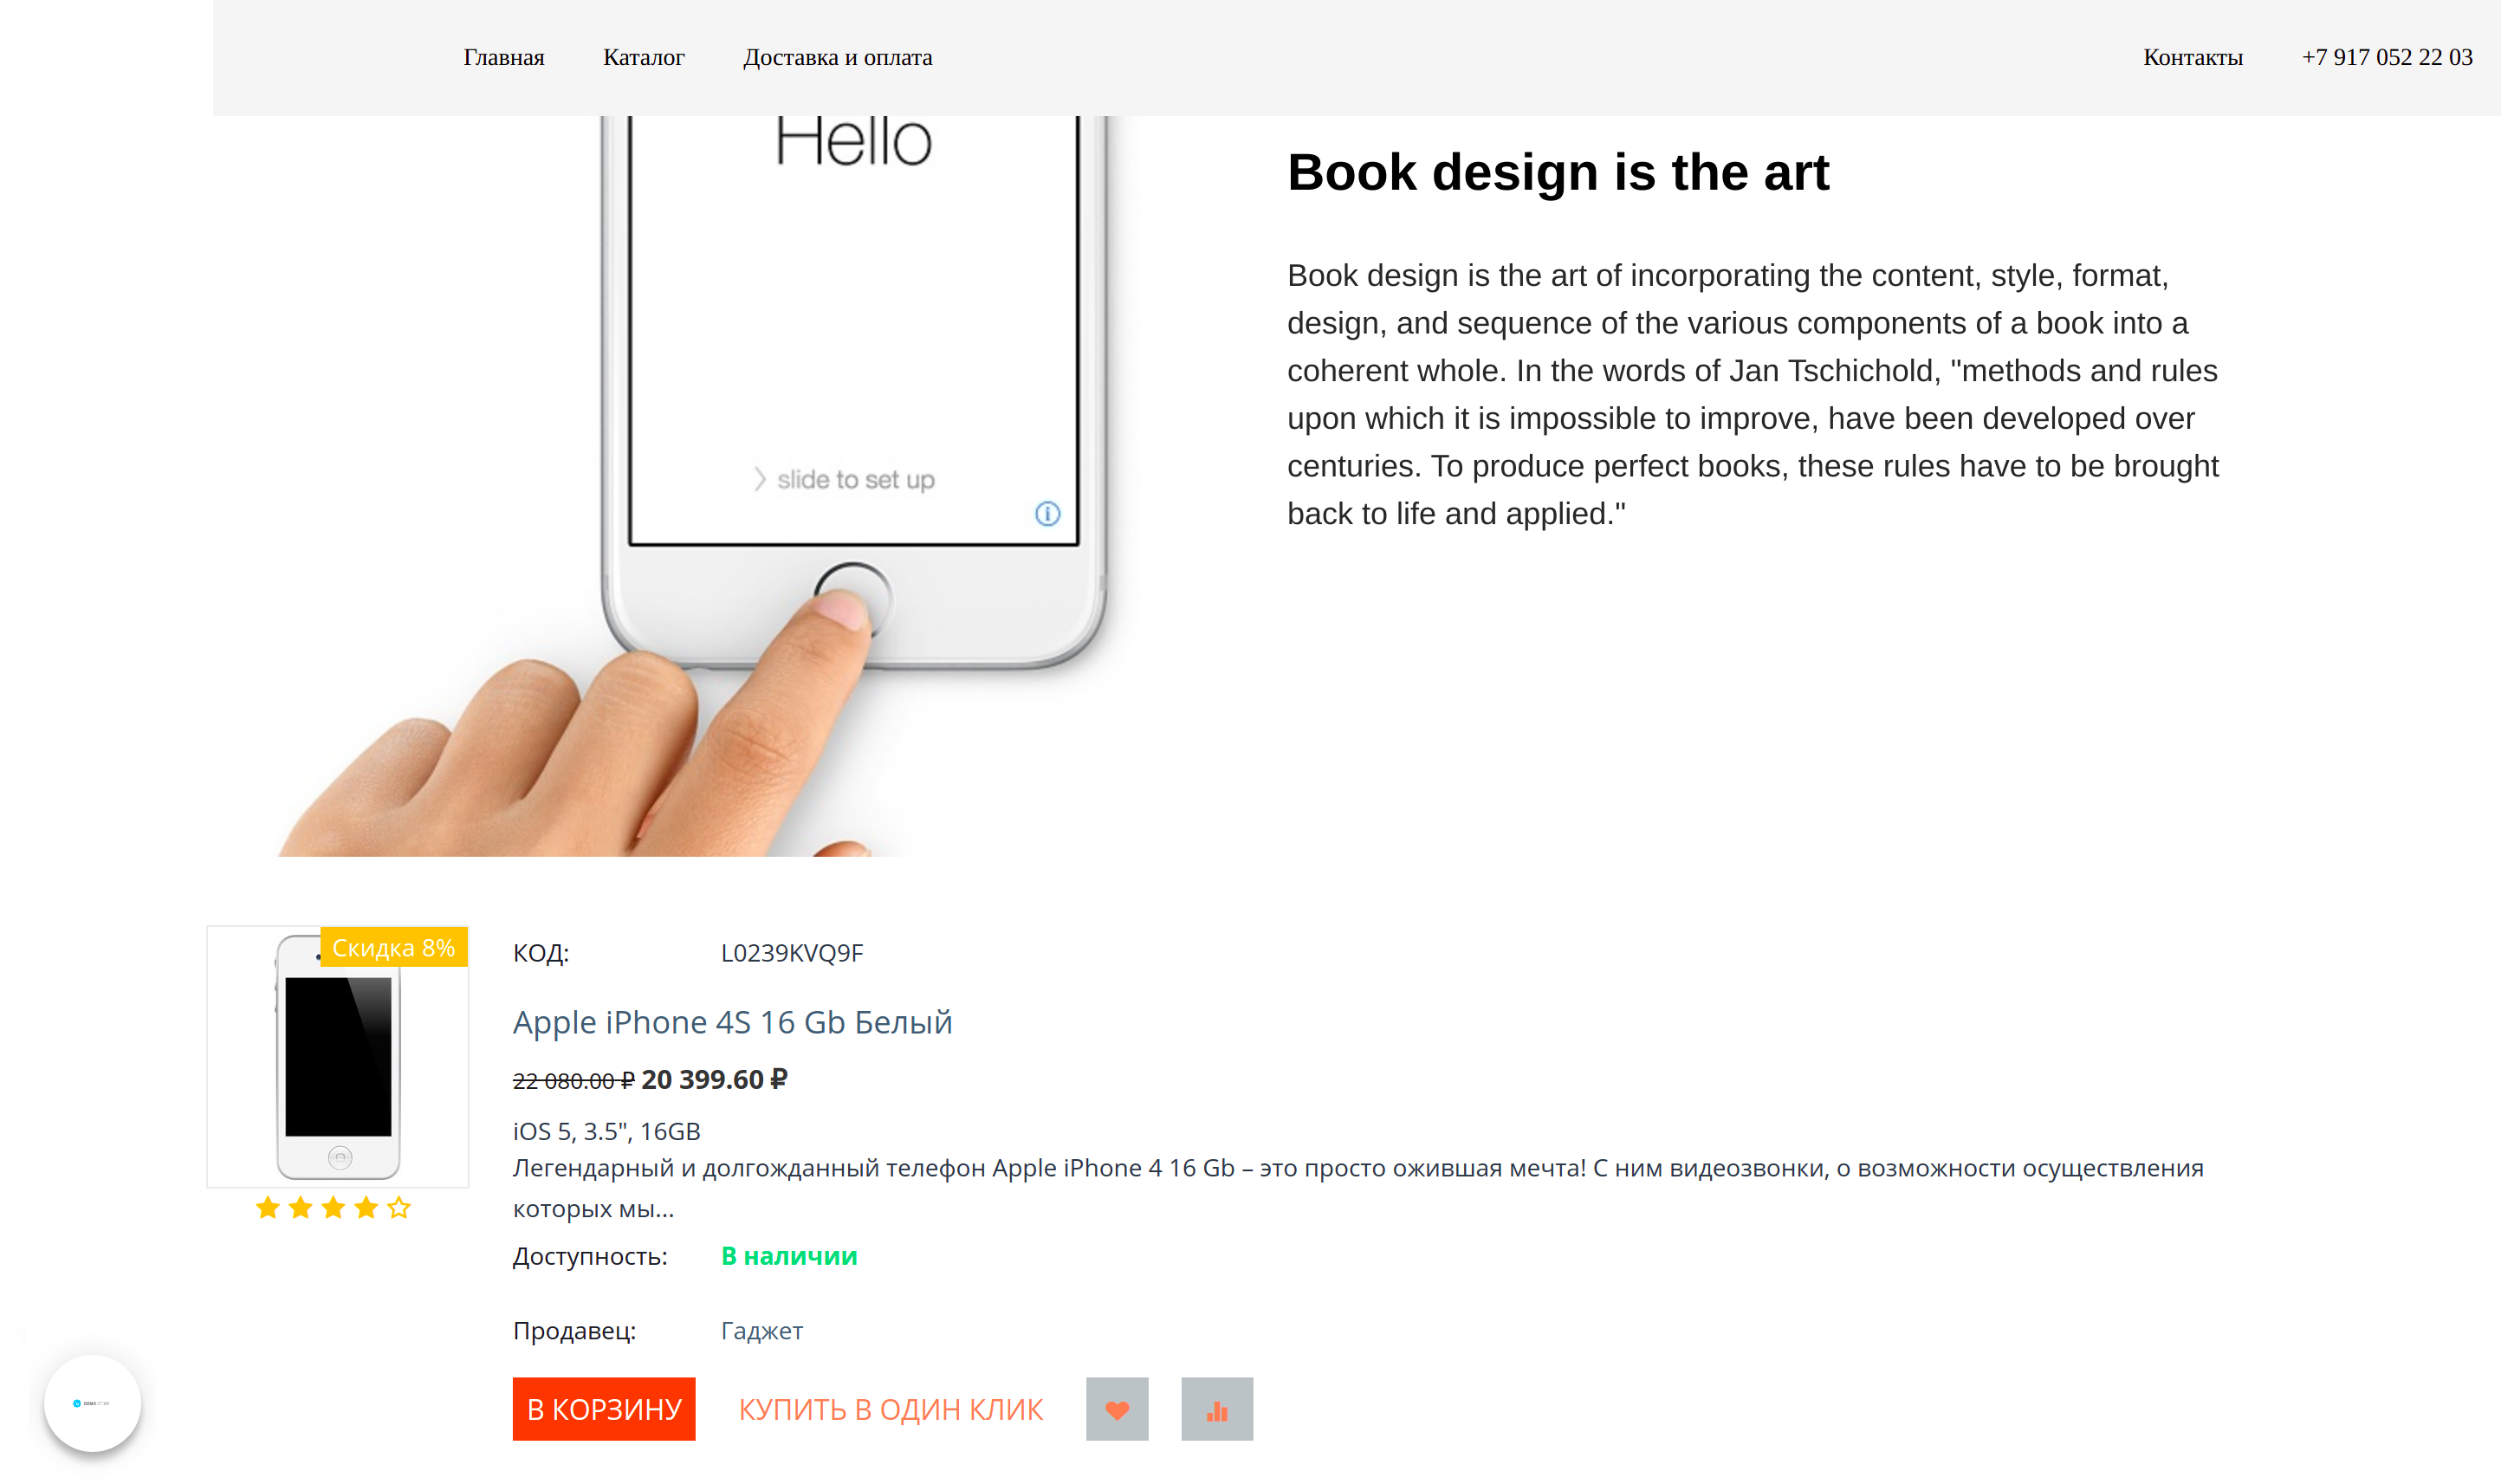 Главная Каталог Доставка и оплата Контакты +7 917 052 22 03
Hello
slide to set up
Book design is the art
Book design is the art of incorporating the content, style, format,
design, and sequence of the various components of a book into a
coherent whole. In the words of Jan Tschichold, "methods and rules
upon which it is impossible to improve, have been developed over
centuries. To produce perfect books, these rules have to be brought
back to life and applied."
Скидка 8%
КОД: L0239KVQ9F
Apple iPhone 4S 16 Gb Белый
22 080.00 ₽ 20 399.60 ₽
iOS 5, 3.5", 16GB
Легендарный и долгожданный телефон Apple iPhone 4 16 Gb – это просто ожившая мечта! С ним видеозвонки, о возможности осуществления
которых мы...
Доступность: В наличии
Продавец: Гаджет
В КОРЗИНУ КУПИТЬ В ОДИН КЛИК